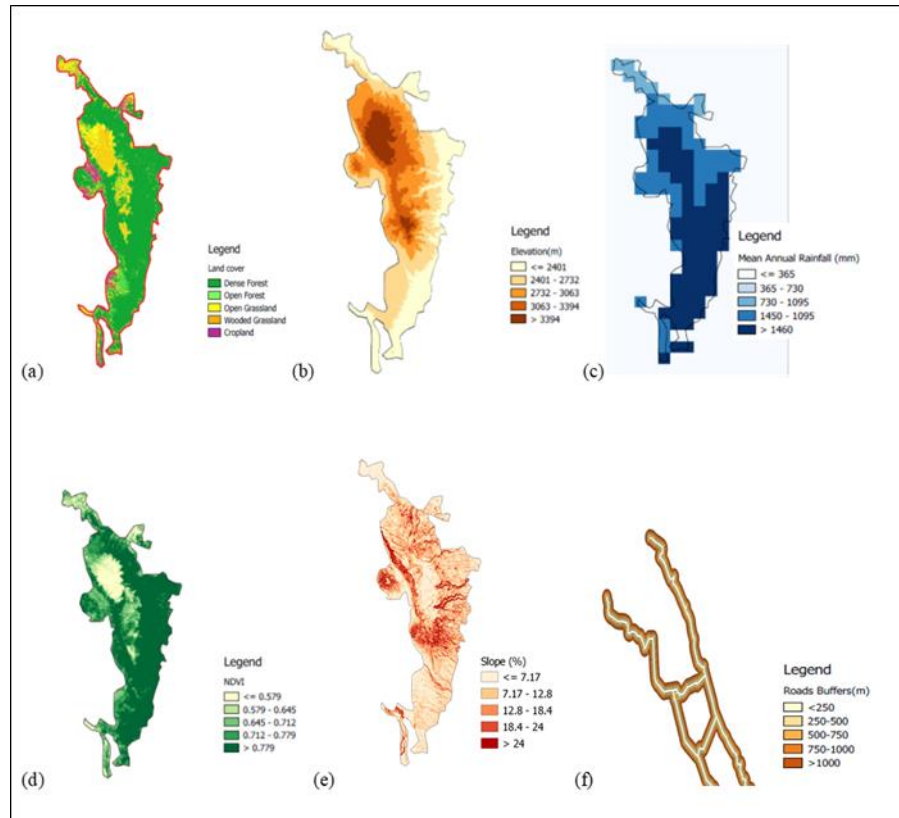 (a)
Legend
Land cover
Dense Forest
Open Forest
Open Grassland
Wooded Grassland
Cropland
(b)
Legend
Elevation(m)
<= 2401
2401 - 2732
2732 - 3063
3063 - 3394
> 3394
(c)
Legend
Mean Annual Rainfall (mm)
<= 365
365 - 730
730 - 1095
1450 - 1095
> 1460
(d)
Legend
NDVI
<= 0.579
0.579 - 0.645
0.645 - 0.712
0.712 - 0.779
> 0.779
(e)
Slope (%)
<= 7.17
7.17 - 12.8
12.8 - 18.4
18.4 - 24
> 24
(f)
Legend
Roads Buffers(m)
<250
250-500
500-750
750-1000
>1000